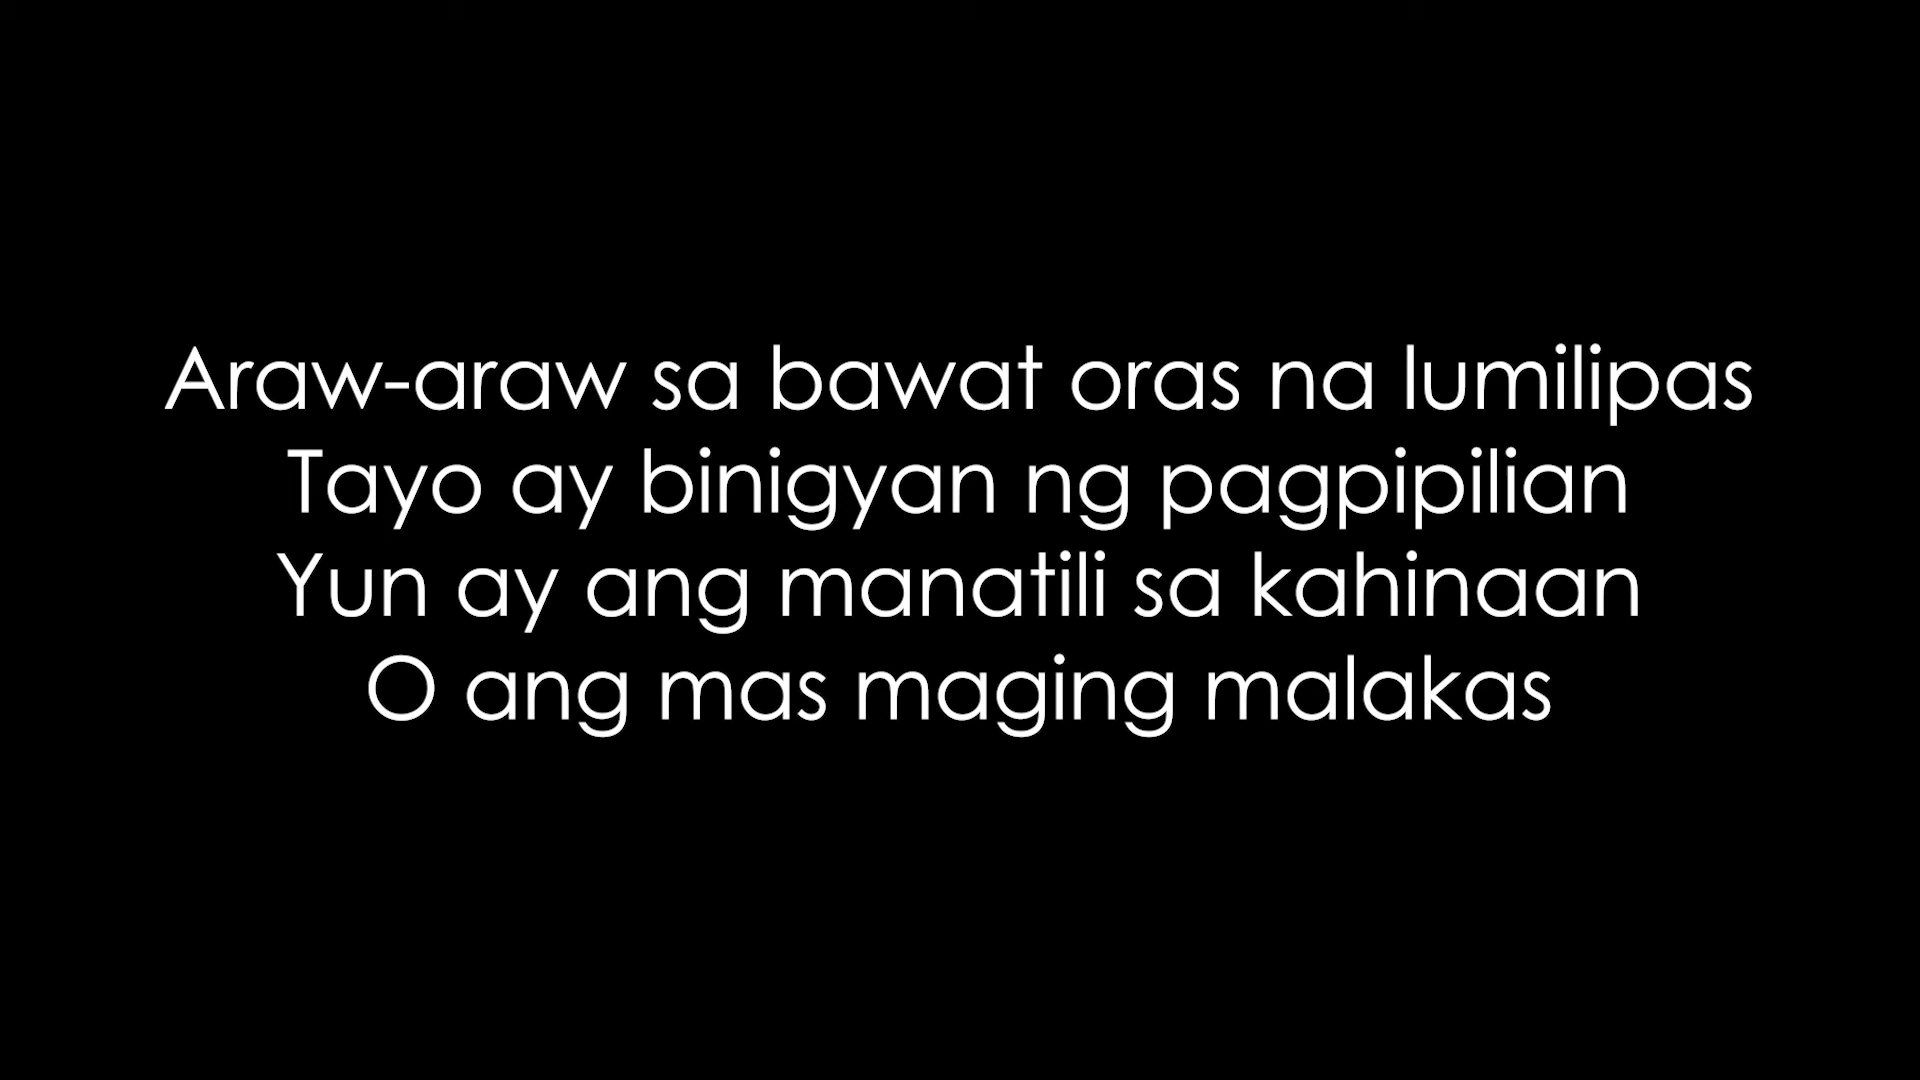 Araw-araw sa bawat oras na lumilipas
Tayo ay binigyan ng pagpipilian
Yun ay ang manatili sa kahinaan
O ang mas maging malakas